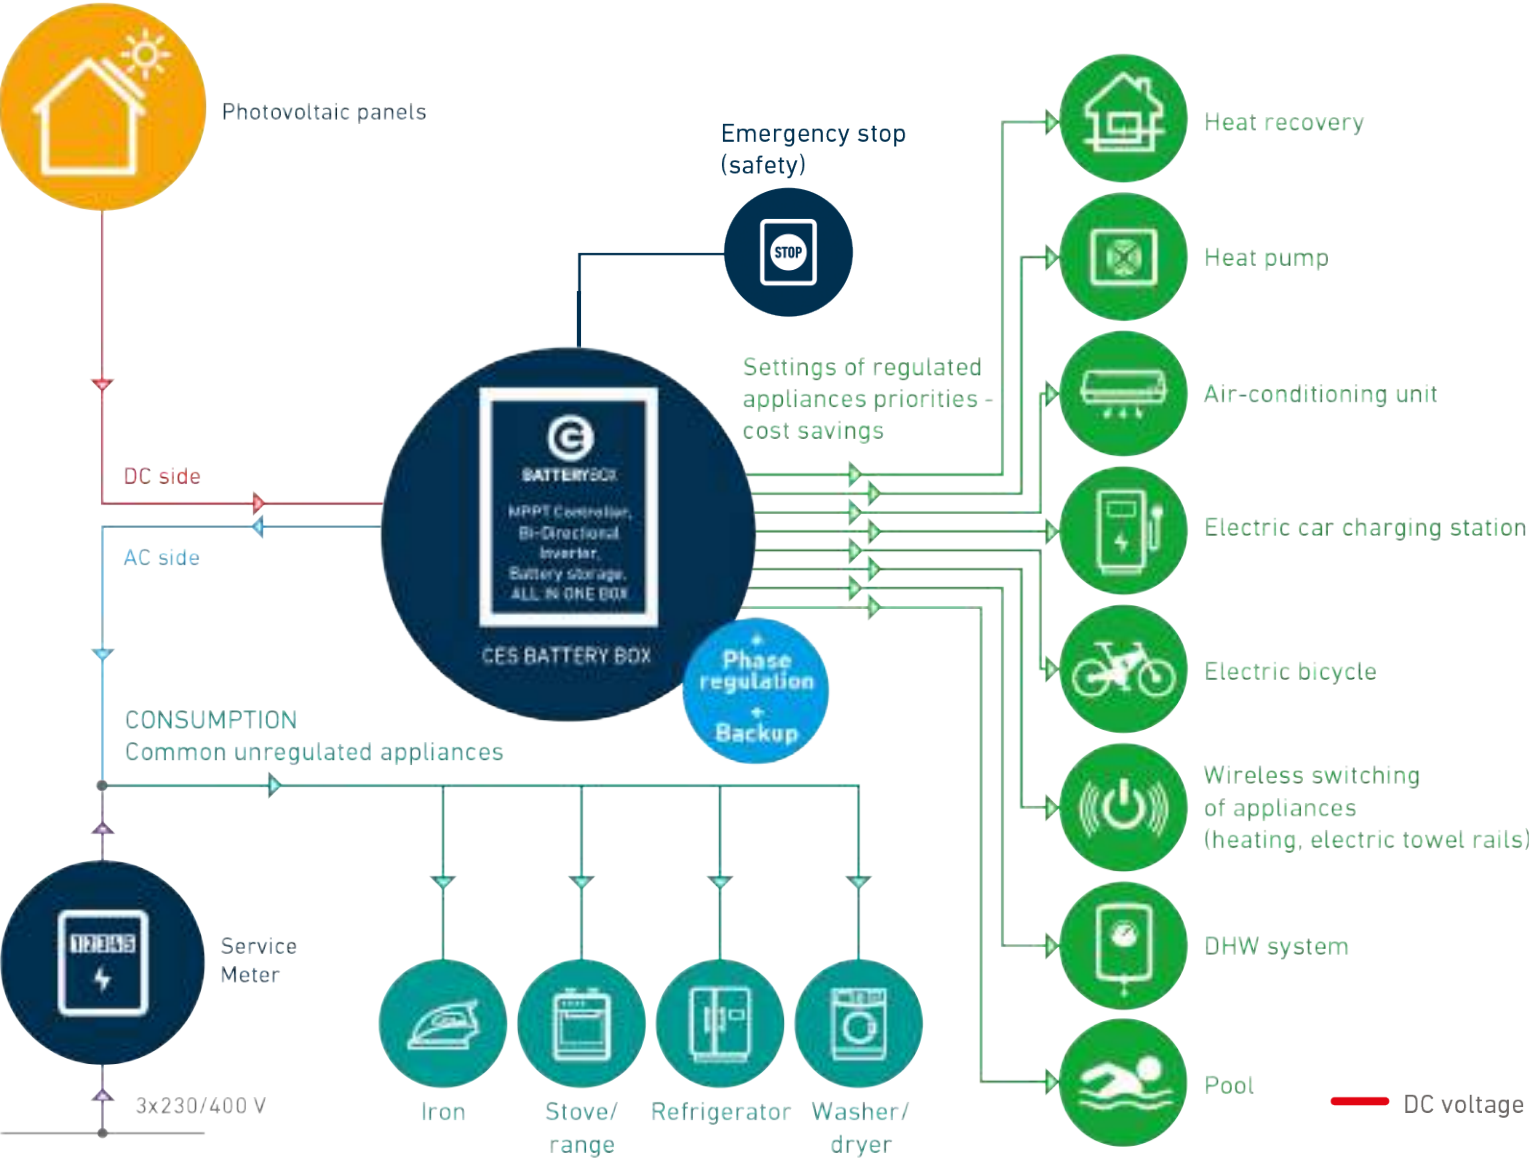 Photovoltaic panels
Emergency stop
(safety)
STOP
Heat recovery
Heat pump
Settings of regulated
appliances priorities -
cost savings
Air-conditioning unit
DC side
AC side
BATTERYBOX
MPPT Controller,
Bi-Directional
Inverter,
Battery storage,
ALL IN ONE BOX
CES BATTERY BOX
Electric car charging station
+
Phase
regulation
+
Backup
Electric bicycle
CONSUMPTION
Common unregulated appliances
Wireless switching
of appliances
(heating, electric towel rails)
12345
Service
Meter
DHW system
3x230/400 V
Iron
Stove/
range
Refrigerator
Washer/
dryer
Pool
DC voltage